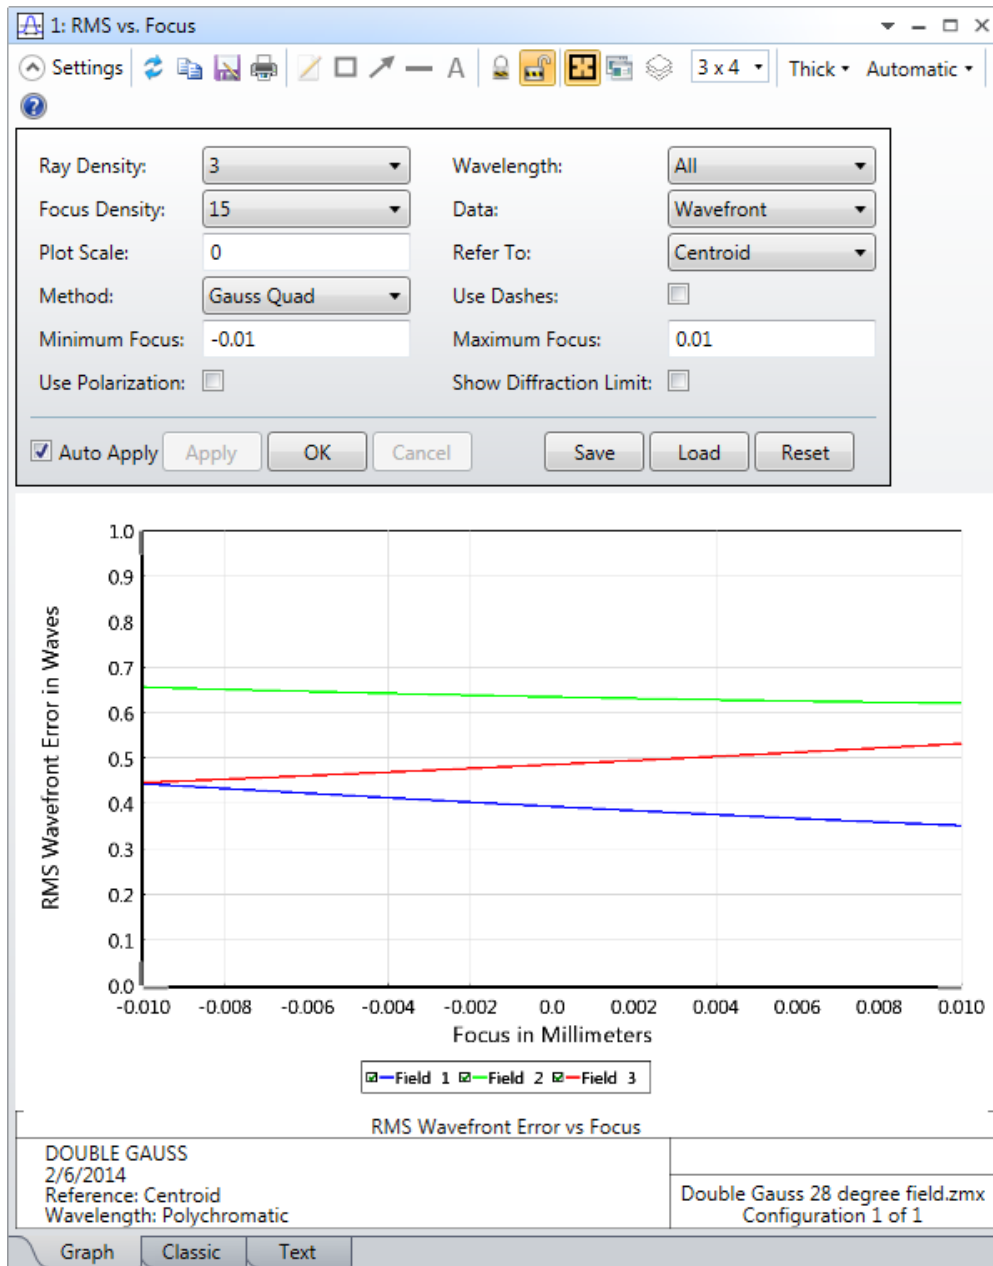 1: RMS vs. Focus
Settings A 3 x 4 Thick Automatic
?
Ray Density: 3 Wavelength: All
Focus Density: 15 Data: Wavefront
Plot Scale: 0 Refer To: Centroid
Method: Gauss Quad Use Dashes:
Minimum Focus: -0.01 Maximum Focus: 0.01
Use Polarization: Show Diffraction Limit:
Auto Apply Apply OK Cancel Save Load Reset
1.0
0.9
0.8
0.7
0.6
0.5
0.4
0.3
0.2
0.1
0.0
RMS Wavefront Error in Waves
-0.010 -0.008 -0.006 -0.004 -0.002 0.0 0.002 0.004 0.006 0.008 0.010
Focus in Millimeters
Field 1 Field 2 Field 3
RMS Wavefront Error vs Focus
DOUBLE GAUSS
2/6/2014
Reference: Centroid
Wavelength: Polychromatic
Double Gauss 28 degree field.zmx
Configuration 1 of 1
Graph Classic Text